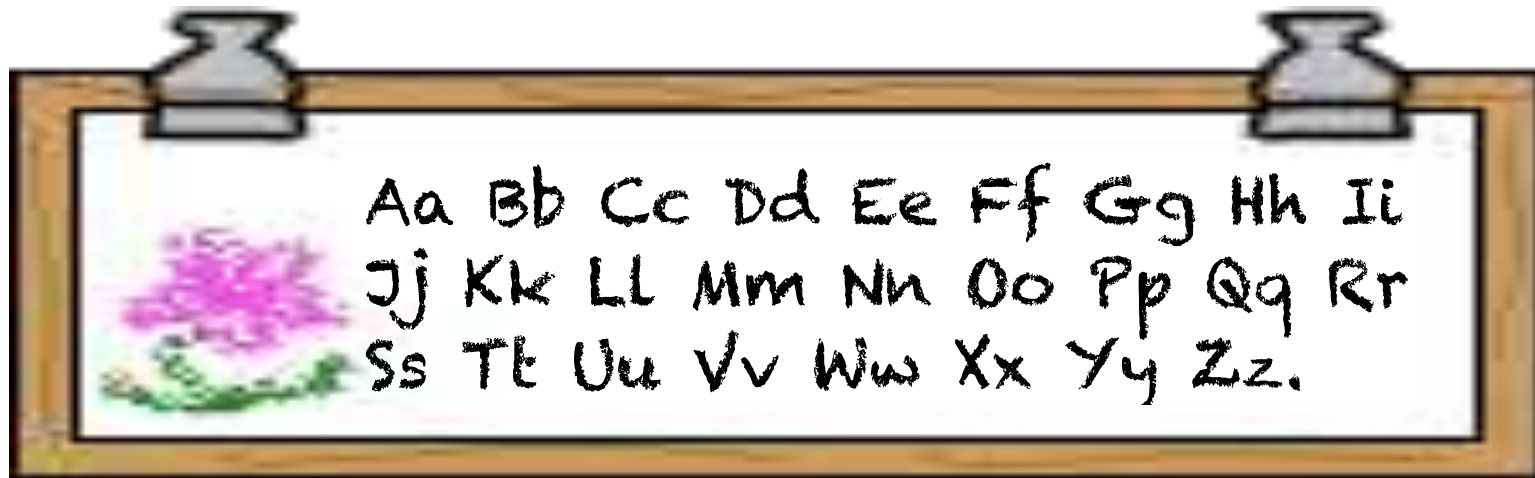 Aa Bb Cc Dd Ee Ff Gg Hh Ii
Jj Kk Ll Mm Nn Oo Pp Qq Rr
Ss Tt Uu Vv Ww Xx Yy Zz.